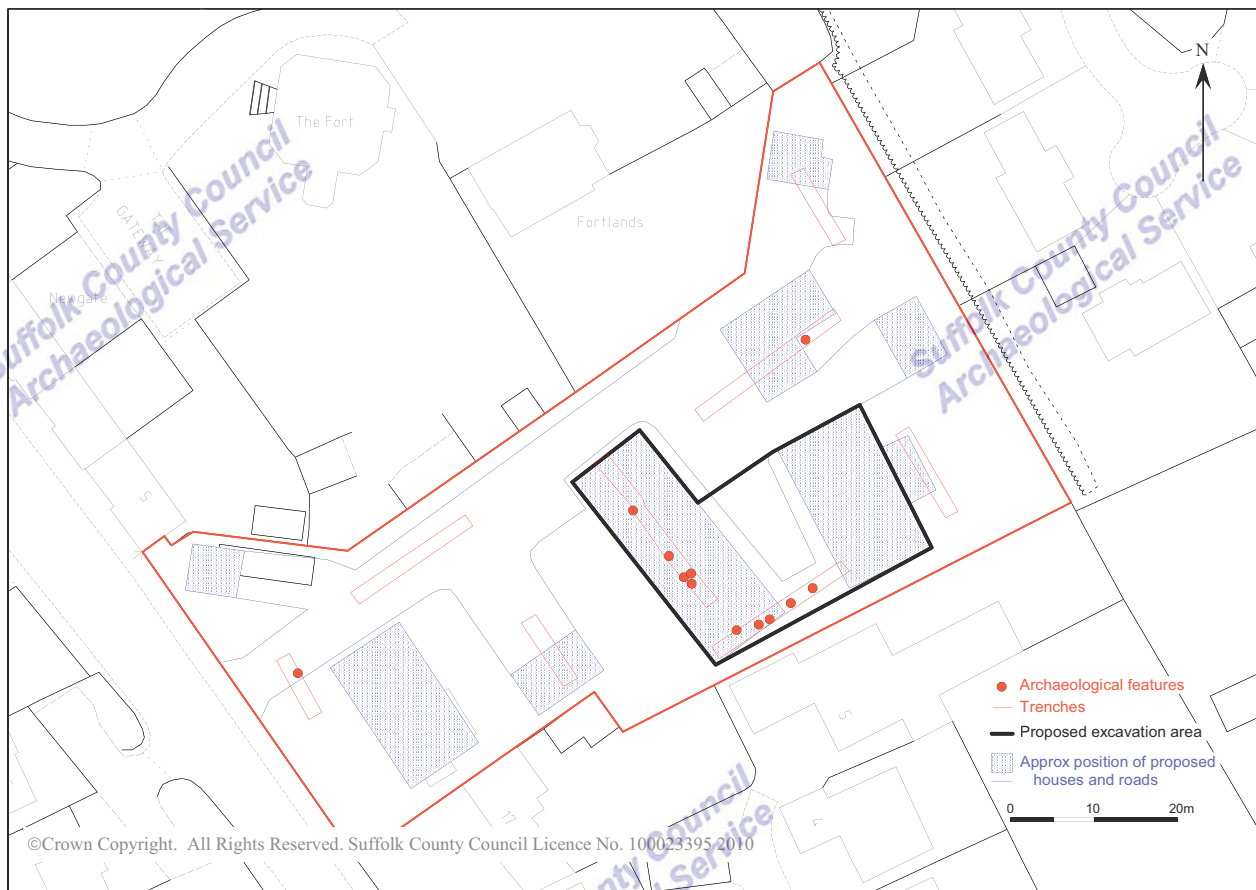 N
The Fort
Suffolk County Council
Archaeological Service
Suffolk County Council
Archaeological Service
GATEWAY
Fortlands
Newgate
5
Archaeological features
Trenches
Proposed excavation area
Approx position of proposed
houses and roads
0 10 20m
5
17
4
Suffolk County Council
Archaeological Service
©Crown Copyright. All Rights Reserved. Suffolk County Council Licence No. 100023395 2010